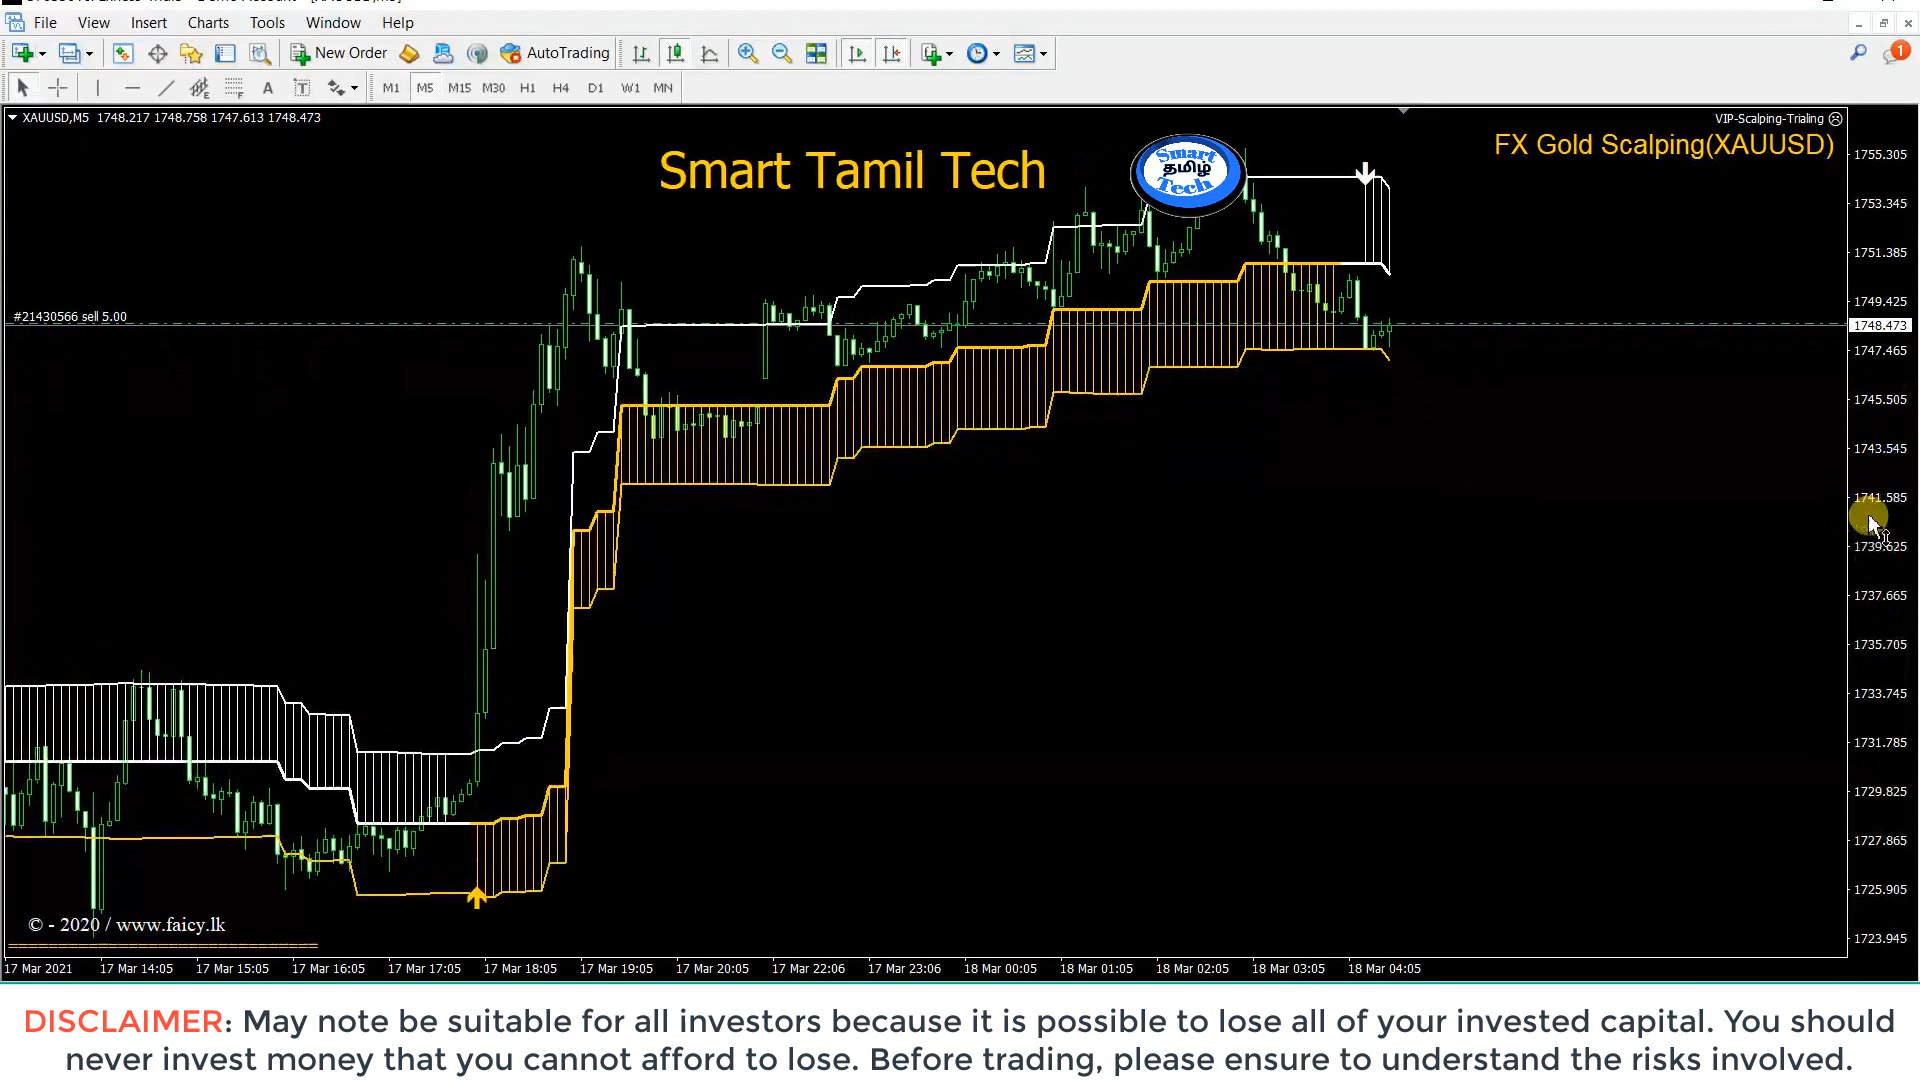 File View Insert Charts Tools Window Help
New Order AutoTrading 1
A T M1 M5 M15 M30 H1 H4 D1 W1 MN
XAUUSD,M5 1748.217 1748.758 1747.613 1748.473
VIP-Scalping-Trialing
FX Gold Scalping(XAUUSD)
Smart Tamil Tech
Smart
தமிழ்
Tech
1755.305
1753.345
1751.385
1749.425
#21430566 sell 5.00
1748.473
1747.465
1745.505
1743.545
1741.585
1739.625
1737.665
1735.705
1733.745
1731.785
1729.825
1727.865
1725.905
1723.945
© - 2020 / www.faicy.lk
===============================
17 Mar 2021 17 Mar 14:05 17 Mar 15:05 17 Mar 16:05 17 Mar 17:05 17 Mar 18:05 17 Mar 19:05 17 Mar 20:05 17 Mar 22:06 17 Mar 23:06 18 Mar 00:05 18 Mar 01:05 18 Mar 02:05 18 Mar 03:05 18 Mar 04:05
DISCLAIMER: May note be suitable for all investors because it is possible to lose all of your invested capital. You should
never invest money that you cannot afford to lose. Before trading, please ensure to understand the risks involved.